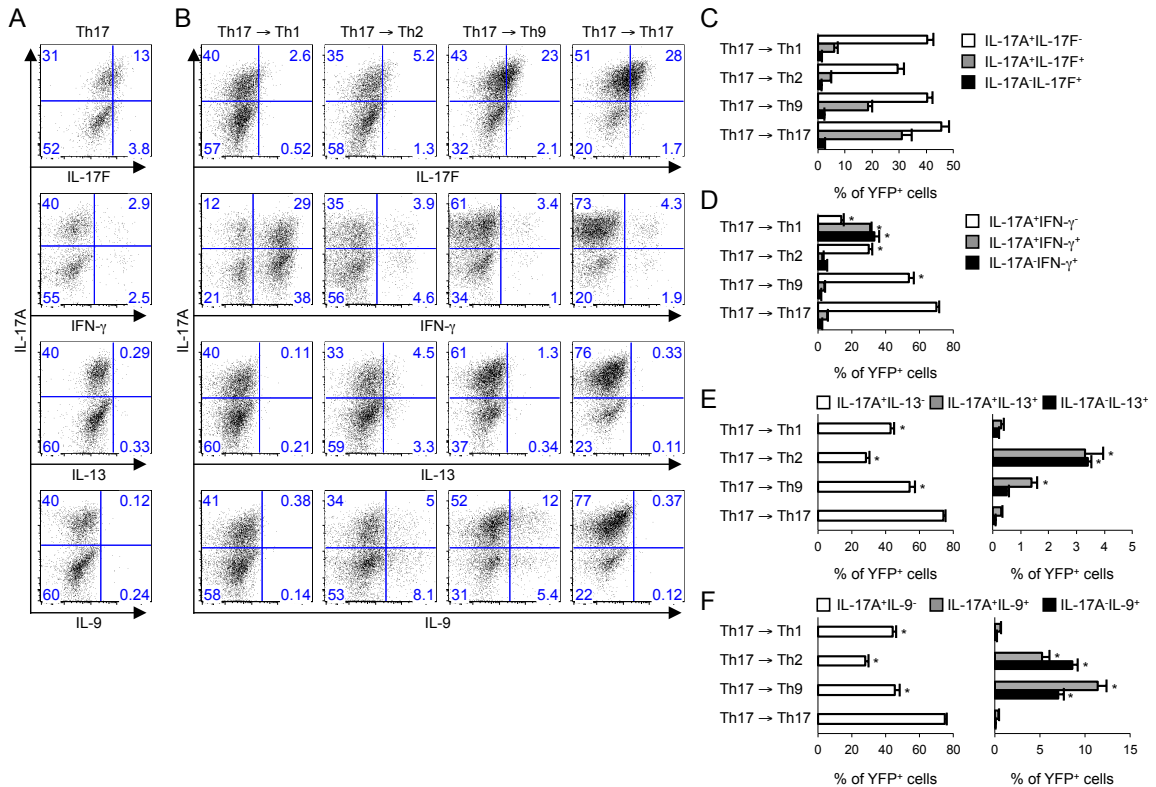 A
Th17
31
13
52
3.8
IL-17F
40
2.9
55
2.5
IFN-γ
40
0.29
60
0.33
IL-13
40
0.12
60
0.24
IL-9
IL-17A
B
Th17 → Th1
Th17 → Th2
Th17 → Th9
Th17 → Th17
40
2.6
35
5.2
43
23
51
28
57
0.52
58
1.3
32
2.1
20
1.7
IL-17F
12
29
35
3.9
61
3.4
73
4.3
21
38
56
4.6
34
1
20
1.9
IFN-γ
40
0.11
33
4.5
61
1.3
76
0.33
60
0.21
59
3.3
37
0.34
23
0.11
IL-13
41
0.38
34
5
52
12
77
0.37
58
0.14
53
8.1
31
5.4
22
0.12
IL-9
IL-17A
C
Th17 → Th1
Th17 → Th2
Th17 → Th9
Th17 → Th17
IL-17A⁺IL-17F⁻
IL-17A⁺IL-17F⁺
IL-17A⁻IL-17F⁺
0 10 20 30 40 50
% of YFP⁺ cells
D
Th17 → Th1
Th17 → Th2
Th17 → Th9
Th17 → Th17
* * * * *
IL-17A⁺IFN-γ⁻
IL-17A⁺IFN-γ⁺
IL-17A⁻IFN-γ⁺
0 20 40 60 80
% of YFP⁺ cells
E
IL-17A⁺IL-13⁻ IL-17A⁺IL-13⁺ IL-17A⁻IL-13⁺
Th17 → Th1 *
Th17 → Th2 * * *
Th17 → Th9 * *
Th17 → Th17
0 20 40 60 80
0 1 2 3 4 5
% of YFP⁺ cells
% of YFP⁺ cells
F
IL-17A⁺IL-9⁻ IL-17A⁺IL-9⁺ IL-17A⁻IL-9⁺
Th17 → Th1 *
Th17 → Th2 * * *
Th17 → Th9 * * *
Th17 → Th17
0 20 40 60 80
0 5 10 15
% of YFP⁺ cells
% of YFP⁺ cells